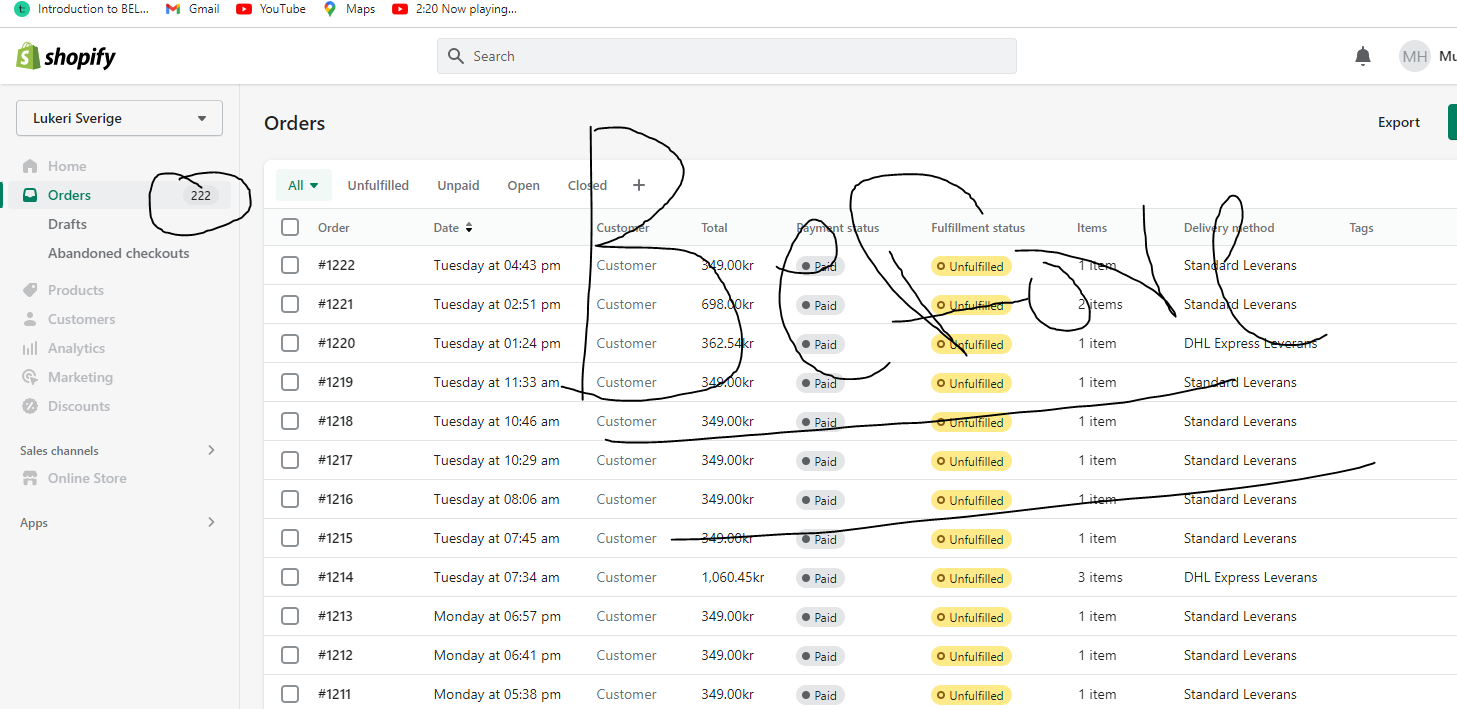 Introduction to BEL... Gmail YouTube Maps 2:20 Now playing...
shopify Search MH Mu
Lukeri Sverige
Home
Orders 222
Drafts
Abandoned checkouts
Products
Customers
Analytics
Marketing
Discounts
Sales channels
Online Store
Apps
Orders Export
All Unfulfilled Unpaid Open Closed +
Order Date Customer Total Payment status Fulfillment status Items Delivery method Tags
#1222 Tuesday at 04:43 pm Customer 349.00kr Paid Unfulfilled 1 item Standard Leverans
#1221 Tuesday at 02:51 pm Customer 698.00kr Paid Unfulfilled 2 items Standard Leverans
#1220 Tuesday at 01:24 pm Customer 362.54kr Paid Unfulfilled 1 item DHL Express Leverans
#1219 Tuesday at 11:33 am Customer 349.00kr Paid Unfulfilled 1 item Standard Leverans
#1218 Tuesday at 10:46 am Customer 349.00kr Paid Unfulfilled 1 item Standard Leverans
#1217 Tuesday at 10:29 am Customer 349.00kr Paid Unfulfilled 1 item Standard Leverans
#1216 Tuesday at 08:06 am Customer 349.00kr Paid Unfulfilled 1 item Standard Leverans
#1215 Tuesday at 07:45 am Customer 349.00kr Paid Unfulfilled 1 item Standard Leverans
#1214 Tuesday at 07:34 am Customer 1,060.45kr Paid Unfulfilled 3 items DHL Express Leverans
#1213 Monday at 06:57 pm Customer 349.00kr Paid Unfulfilled 1 item Standard Leverans
#1212 Monday at 06:41 pm Customer 349.00kr Paid Unfulfilled 1 item Standard Leverans
#1211 Monday at 05:38 pm Customer 349.00kr Paid Unfulfilled 1 item Standard Leverans